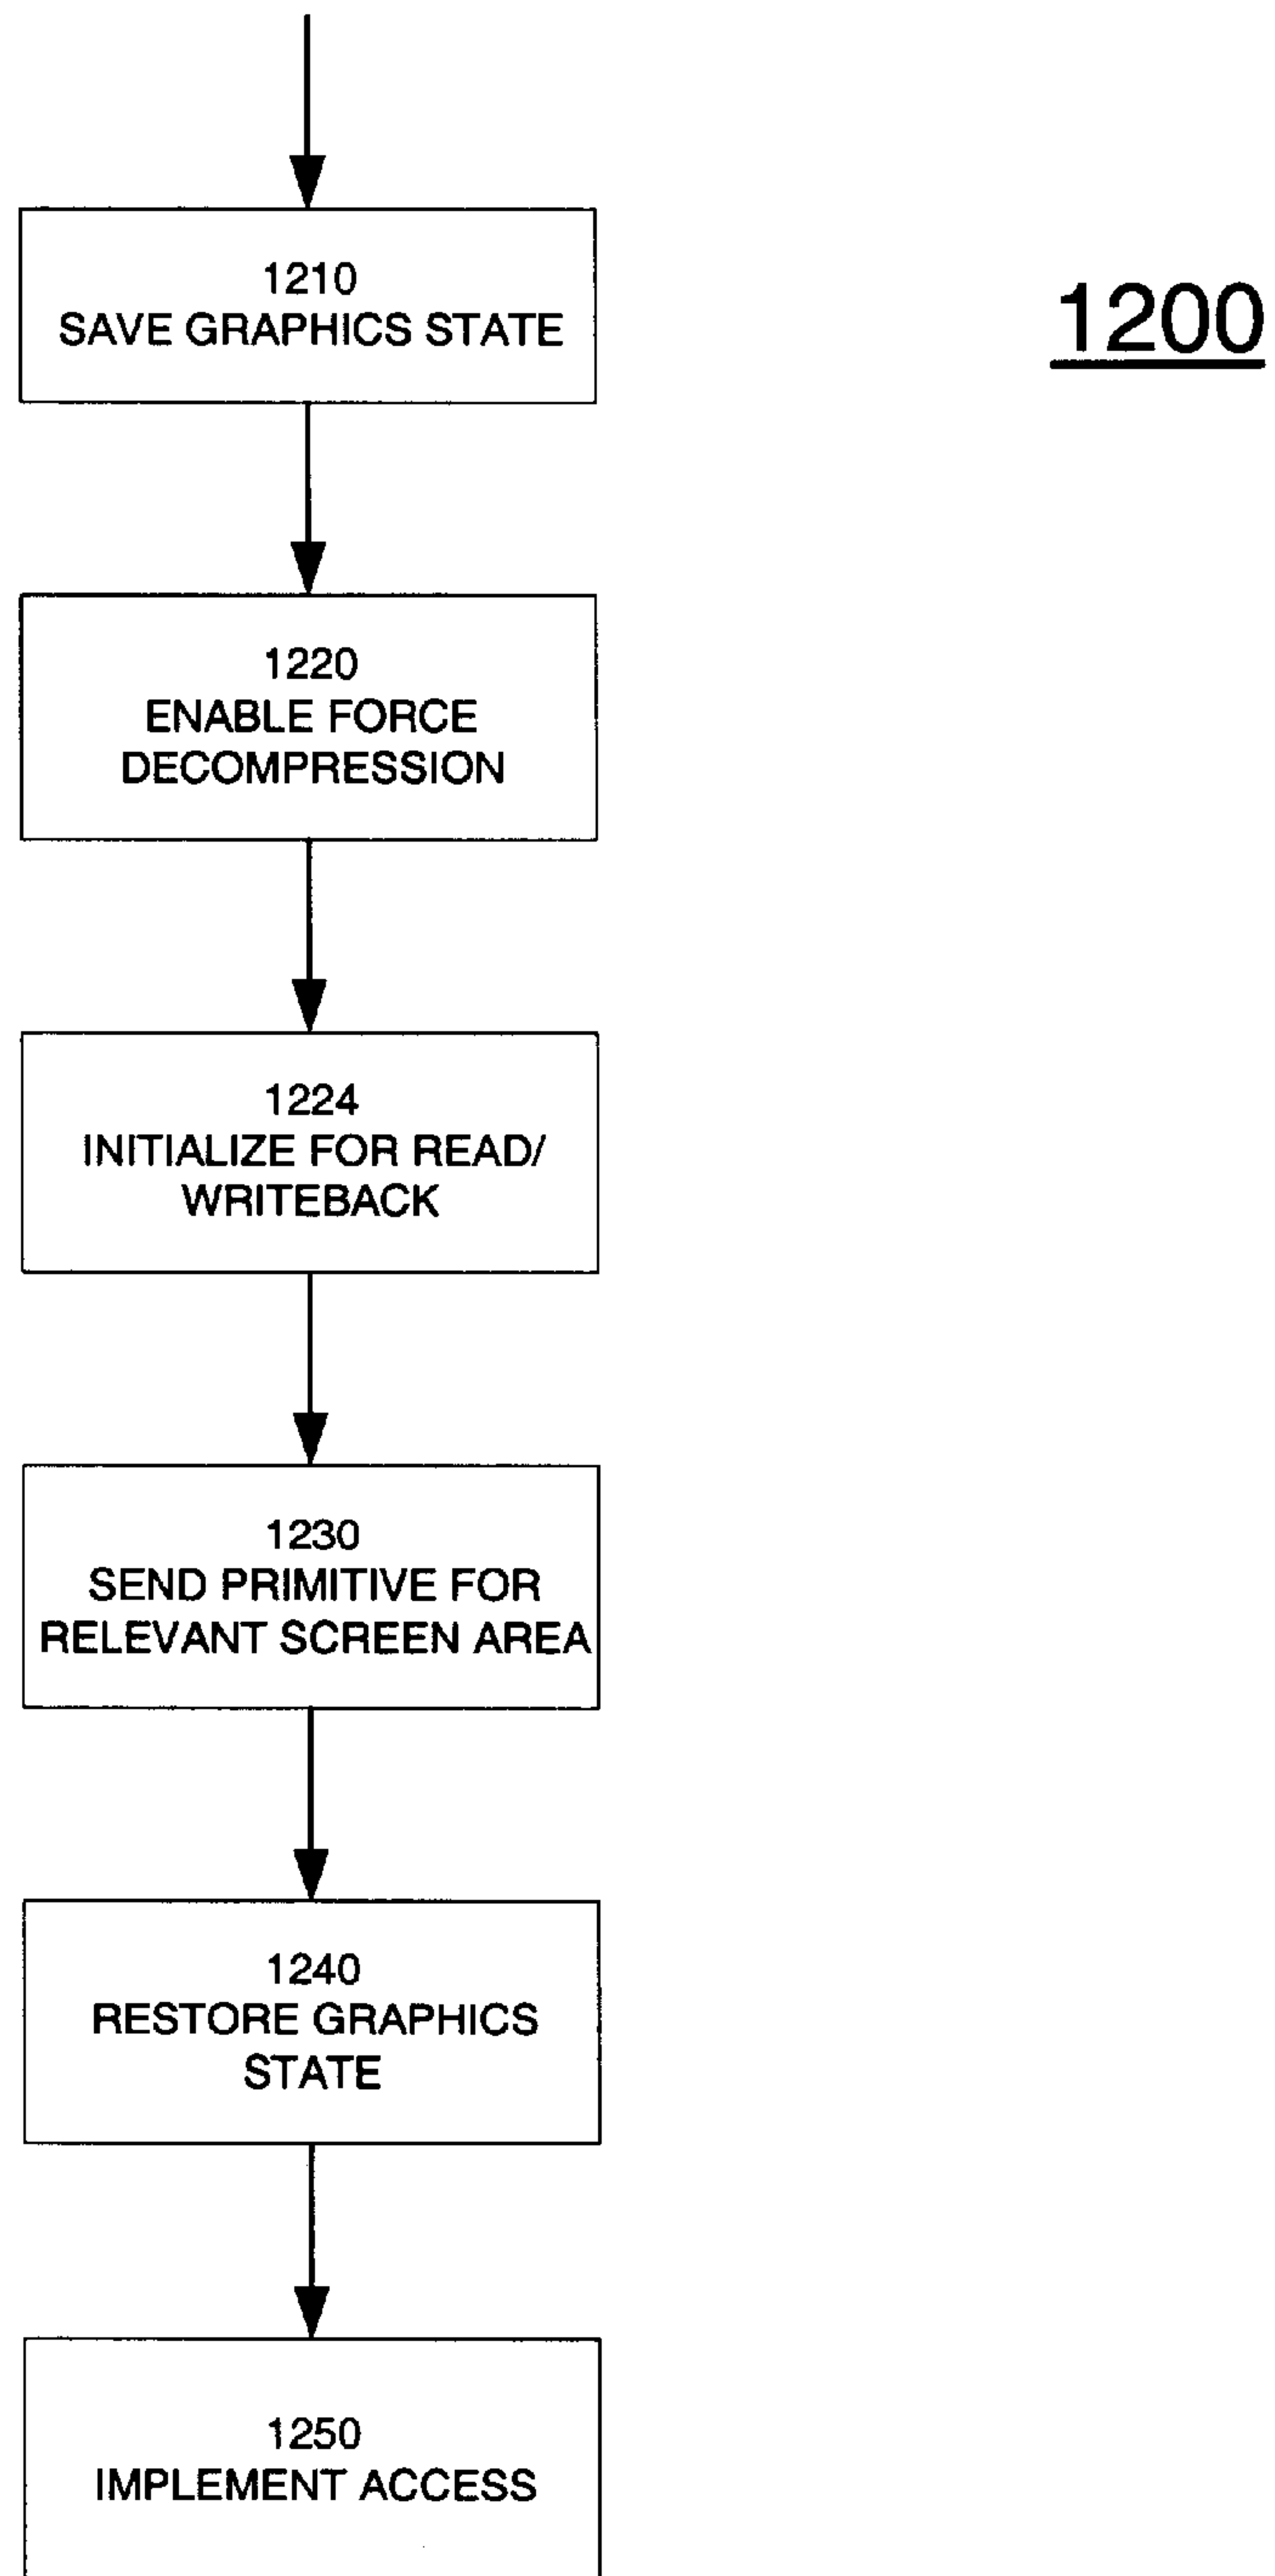 1200
1210
SAVE GRAPHICS STATE
1220
ENABLE FORCE
DECOMPRESSION
1224
INITIALIZE FOR READ/
WRITEBACK
1230
SEND PRIMITIVE FOR
RELEVANT SCREEN AREA
1240
RESTORE GRAPHICS
STATE
1250
IMPLEMENT ACCESS